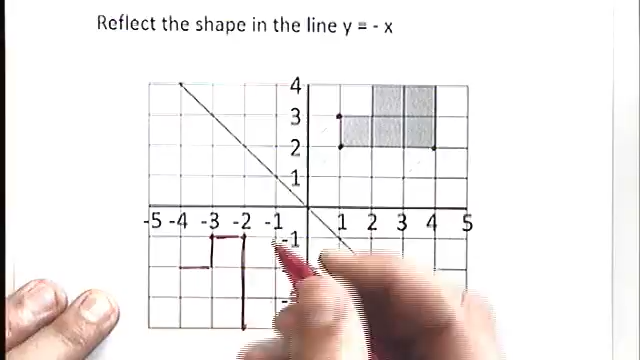 Reflect the shape in the line y = - x
4
3
2
1
-5 -4 -3 -2 -1 1 2 3 4 5
-1